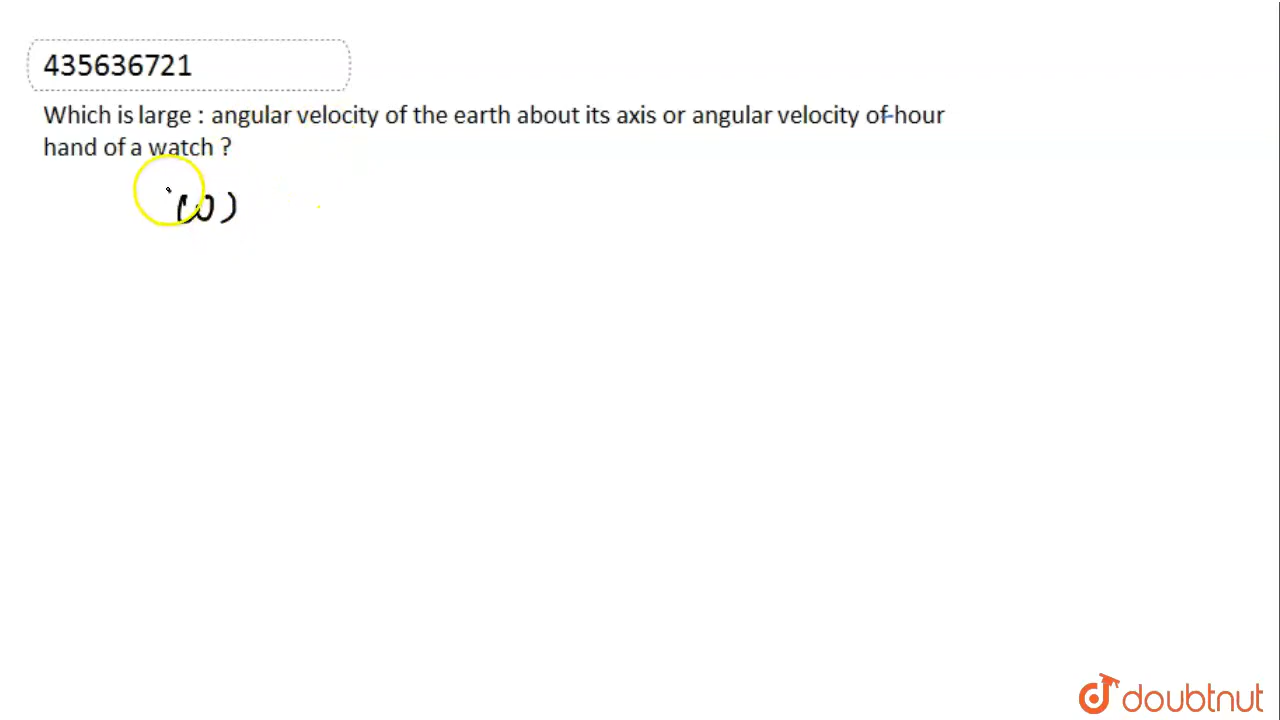 435636721
Which is large : angular velocity of the earth about its axis or angular velocity of-hour
hand of a watch ?
(ω)
doubtnut